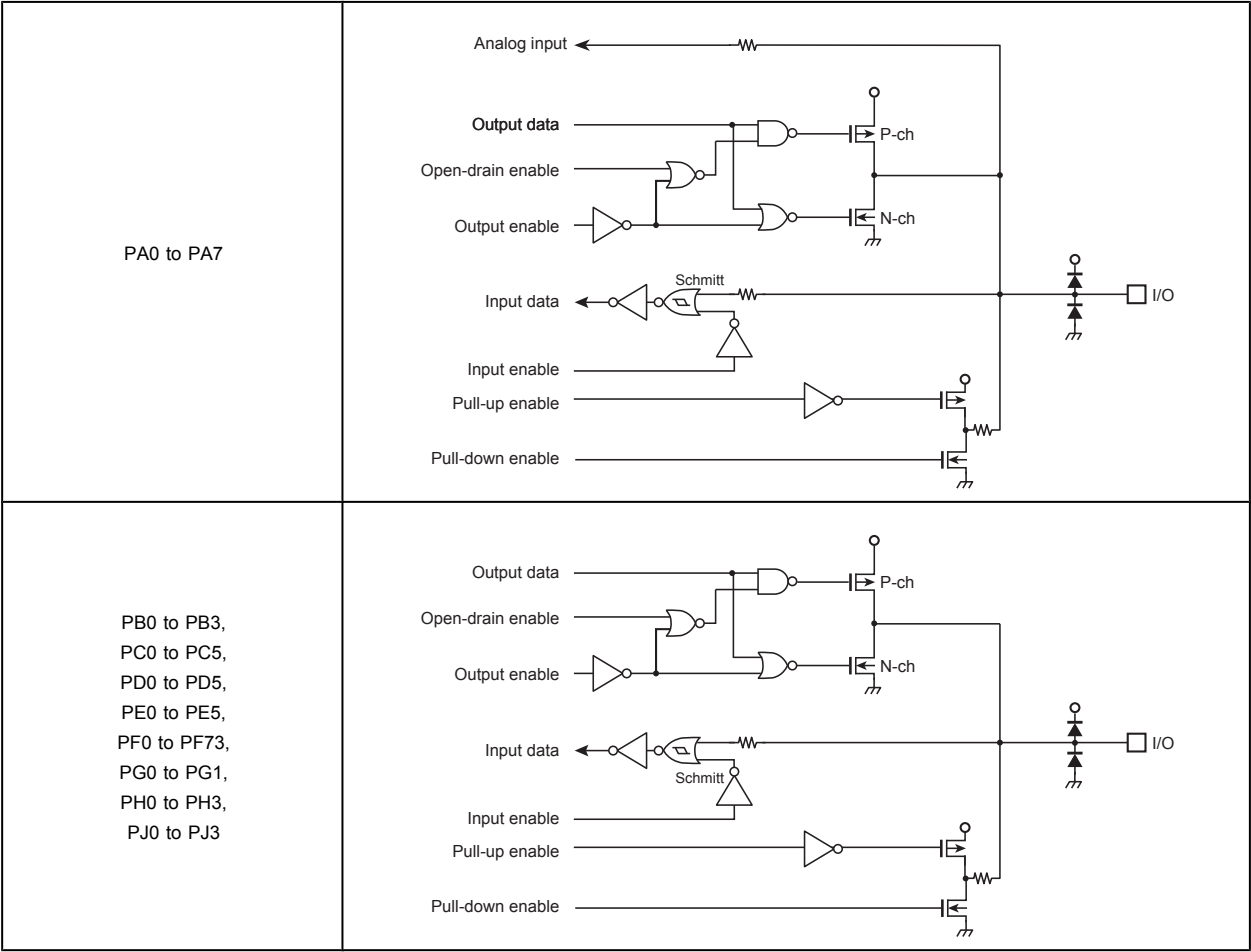 PA0 to PA7
Analog input
Output data
P-ch
Open-drain enable
N-ch
Output enable
Schmitt
Input data
I/O
Input enable
Pull-up enable
Pull-down enable
PB0 to PB3,
PC0 to PC5,
PD0 to PD5,
PE0 to PE5,
PF0 to PF73,
PG0 to PG1,
PH0 to PH3,
PJ0 to PJ3
Output data
P-ch
Open-drain enable
N-ch
Output enable
Input data
I/O
Schmitt
Input enable
Pull-up enable
Pull-down enable